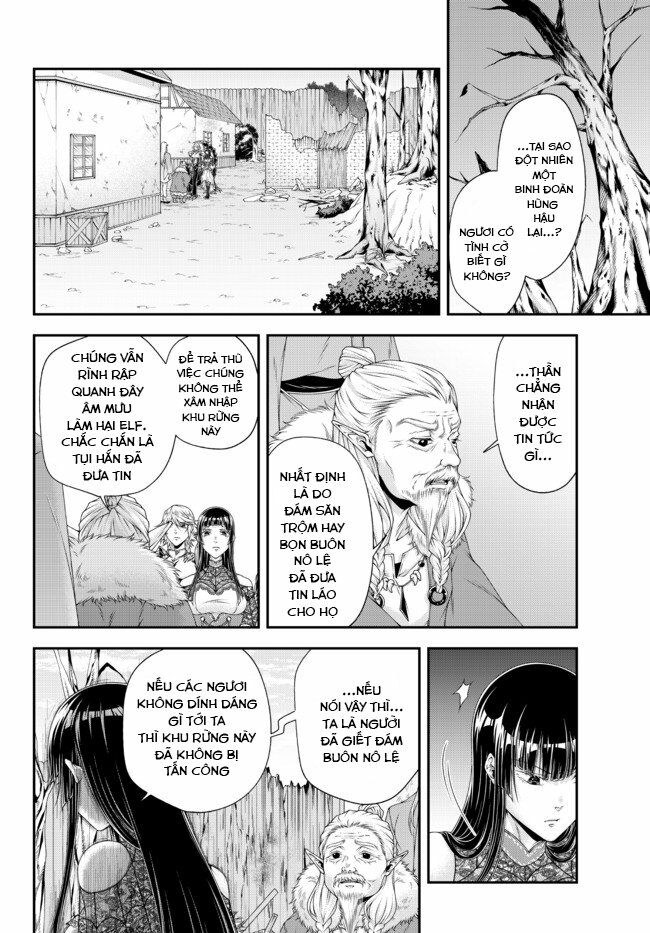 ...TẠI SAO
ĐỘT NHIÊN
MỘT
BINH ĐOÀN
HÙNG
HẬU
LẠI...?
NGƯƠI CÓ
TÌNH CỜ
BIẾT GÌ
KHÔNG?
...THẦN
CHẲNG
NHẬN
ĐƯỢC
TIN TỨC
GÌ...
NHẤT ĐỊNH
LÀ DO
ĐÁM SĂN
TRỘM HAY
BỌN BUÔN
NÔ LỆ
ĐÃ ĐƯA
TIN LÁO
CHO HỌ
ĐỂ TRẢ THÙ
VIỆC CHÚNG
KHÔNG THỂ
XÂM NHẬP
KHU RỪNG
NÀY
CHÚNG VẪN
RÌNH RẬP
QUANH ĐÂY
ÂM MƯU
LÀM HẠI ELF.
CHẮC CHẮN LÀ
TỤI HẮN ĐÃ
ĐƯA TIN
...NẾU
NÓI VẬY THÌ...
TA LÀ NGƯỜI
ĐÃ GIẾT ĐÁM
BUÔN NÔ LỆ
NẾU CÁC NGƯƠI
KHÔNG DÍNH DÁNG
GÌ TỚI TA
THÌ KHU RỪNG NÀY
ĐÃ KHÔNG BỊ
TẤN CÔNG